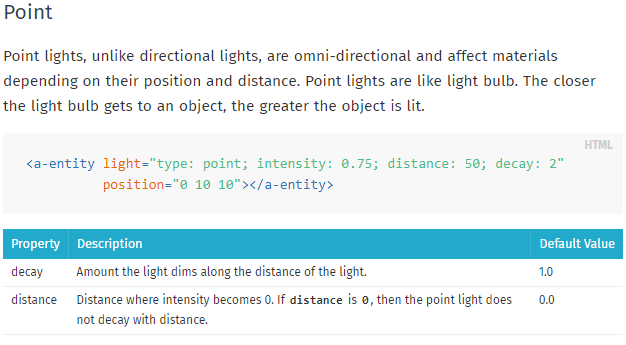 Point
Point lights, unlike directional lights, are omni-directional and affect materials
depending on their position and distance. Point lights are like light bulb. The closer
the light bulb gets to an object, the greater the object is lit.
HTML
<a-entity light="type: point; intensity: 0.75; distance: 50; decay: 2"
position="0 10 10"></a-entity>
Property Description Default Value
decay Amount the light dims along the distance of the light. 1.0
distance Distance where intensity becomes 0. If distance is 0, then the point light does 0.0
not decay with distance.